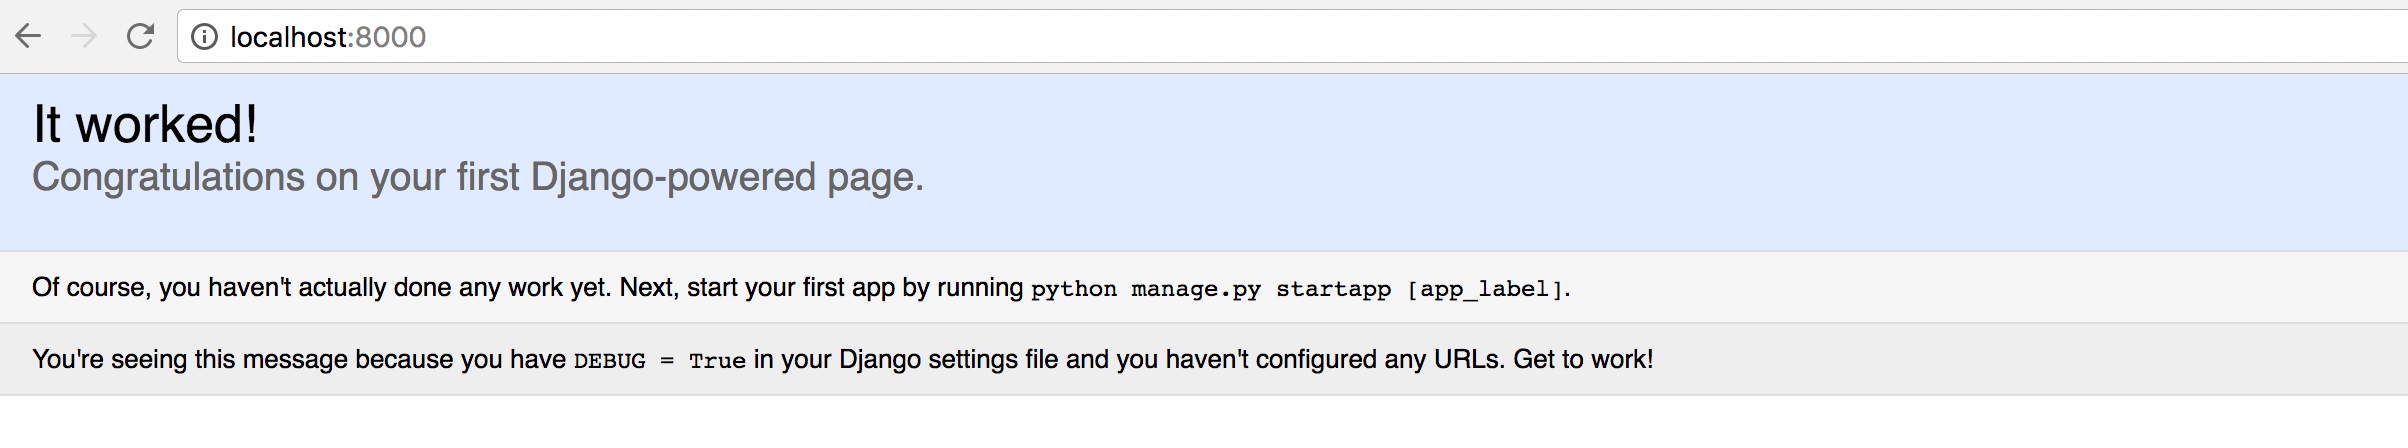 localhost:8000
It worked!
Congratulations on your first Django-powered page.
Of course, you haven't actually done any work yet. Next, start your first app by running python manage.py startapp [app_label].
You're seeing this message because you have DEBUG = True in your Django settings file and you haven't configured any URLs. Get to work!